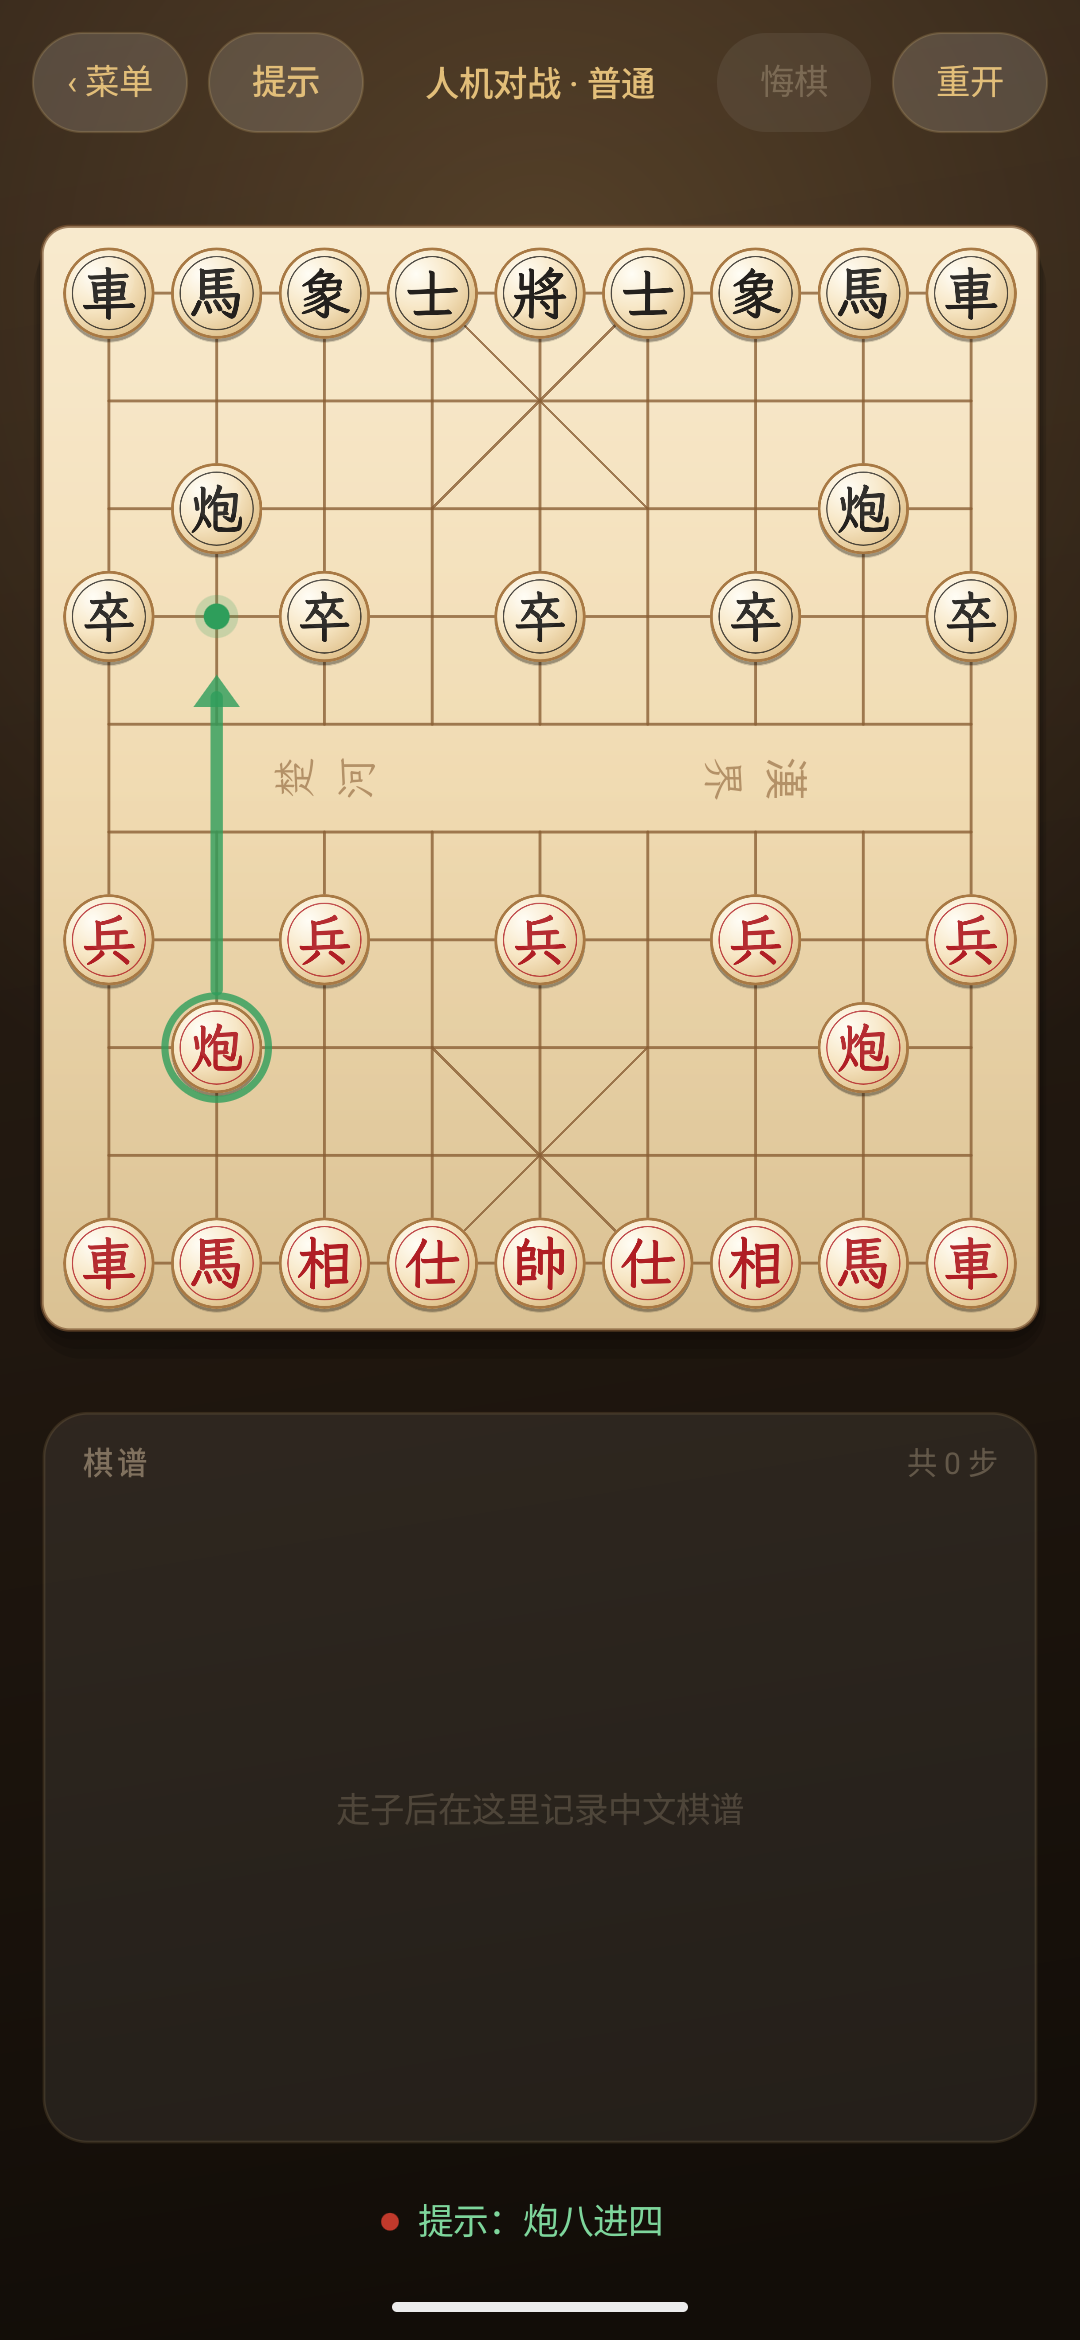 ‹ 菜单 提示 人机对战 · 普通 悔棋 重开
車 馬 象 士 將 士 象 馬 車
炮 炮
卒 卒 卒 卒 卒
楚 河 界 漢
兵 兵 兵 兵 兵
炮 炮
車 馬 相 仕 帥 仕 相 馬 車
棋谱 共 0 步
走子后在这里记录中文棋谱
提示：炮八进四